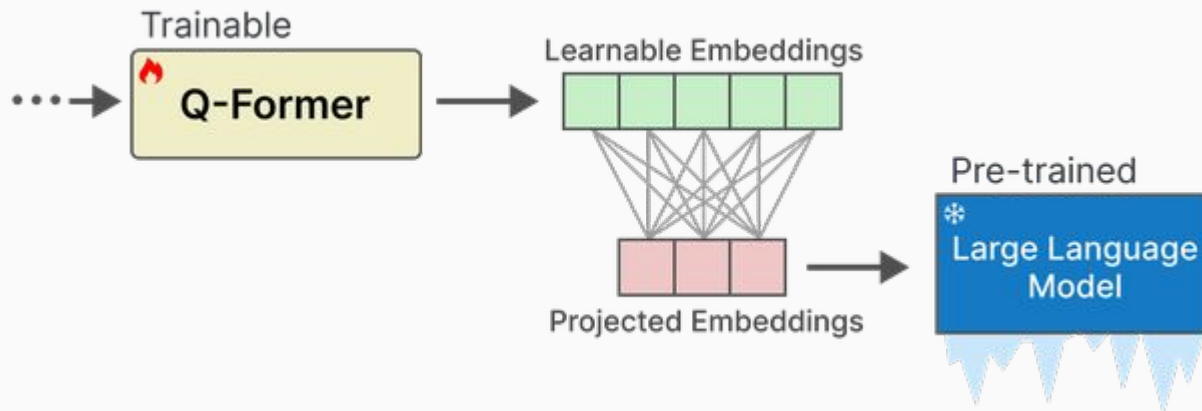 Trainable
Q-Former
Learnable Embeddings
Projected Embeddings
Pre-trained
Large Language
Model